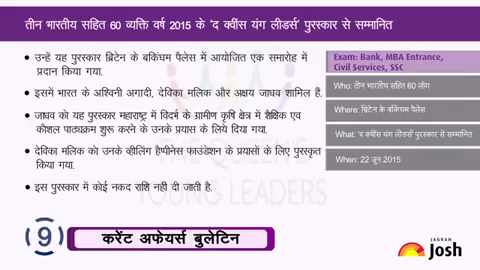 तीन भारतीय सहित 60 व्यक्ति वर्ष 2015 के 'द क्वींस यंग लीडर्स' पुरस्कार से सम्मानित
• उन्हें यह पुरस्कार ब्रिटेन के बकिंघम पैलेस में आयोजित एक समारोह में
प्रदान किया गया.
• इसमें भारत के अश्विनी अगाढी, देविका मलिक और अक्षय जाधव शामिल हैं.
• जाधव को यह पुरस्कार महाराष्ट्र में विदर्भ के ग्रामीण कृषि क्षेत्र में शैक्षिक एवं
कौशल पाठ्यक्रम शुरू करने के उनके प्रयास के लिय दिया गया.
• देविका मलिक को उनके व्हीलिंग हैप्पीनेस फाउंडेशन के प्रयासों के लिए पुरस्कृत
किया गया.
• इस पुरस्कार में कोई नकद राशि नही दी जाती है.
Exam: Bank, MBA Entrance,
Civil Services, SSC
Who: तीन भारतीय सहित 60 लोग
Where: ब्रिटेन के बकिंघम पैलेस
What: 'द क्वींस यंग लीडर्स' पुरस्कार से सम्मानित
When: 22 जून 2015
THE QUEEN'S
YOUNG LEADERS
9
करेंट अफेयर्स बुलेटिन
JAGRAN
Josh